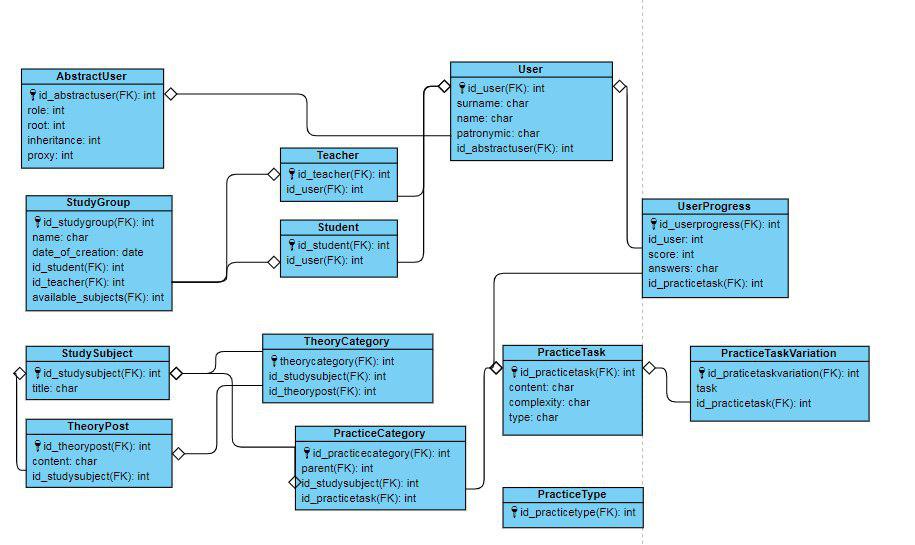 AbstractUser
id_abstractuser(FK): int
role: int
root: int
inheritance: int
proxy: int
User
id_user(FK): int
surname: char
name: char
patronymic: char
id_abstractuser(FK): int
Teacher
id_teacher(FK): int
id_user(FK): int
StudyGroup
id_studygroup(FK): int
name: char
date_of_creation: date
id_student(FK): int
id_teacher(FK): int
available_subjects(FK): int
Student
id_student(FK): int
id_user(FK): int
UserProgress
id_userprogress(FK): int
id_user: int
score: int
answers: char
id_practicetask(FK): int
StudySubject
id_studysubject(FK): int
title: char
TheoryCategory
theorycategory(FK): int
id_studysubject(FK): int
id_theorypost(FK): int
PracticeTask
id_practicetask(FK): int
content: char
complexity: char
type: char
PracticeTaskVariation
id_praticetaskvariation(FK): int
task
id_practicetask(FK): int
TheoryPost
id_theorypost(FK): int
content: char
id_studysubject(FK): int
PracticeCategory
id_practicecategory(FK): int
parent(FK): int
id_studysubject(FK): int
id_practicetask(FK): int
PracticeType
id_practicetype(FK): int